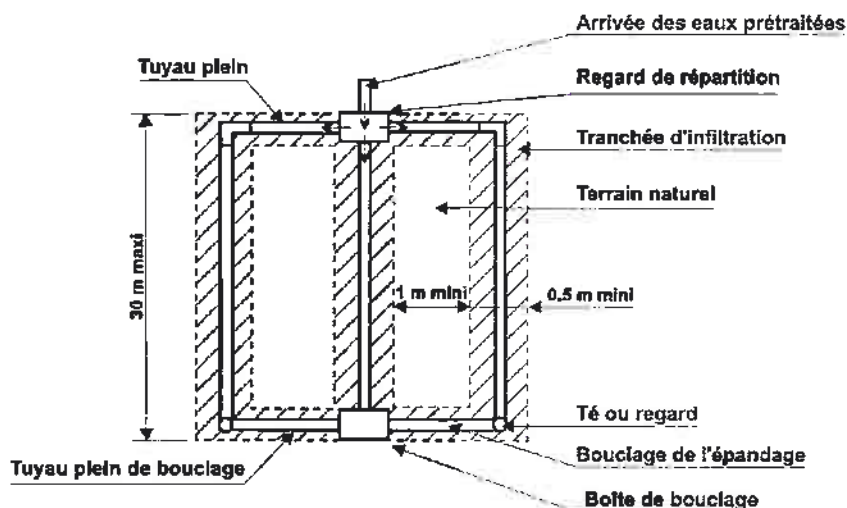 Arrivée des eaux prétraitées
Tuyau plein
Regard de répartition
Tranchée d'infiltration
Terrain naturel
30 m maxi
1 m mini
0.5 m mini
Té ou regard
Bouclage de l'épandage
Tuyau plein de bouclage
Boîte de bouclage